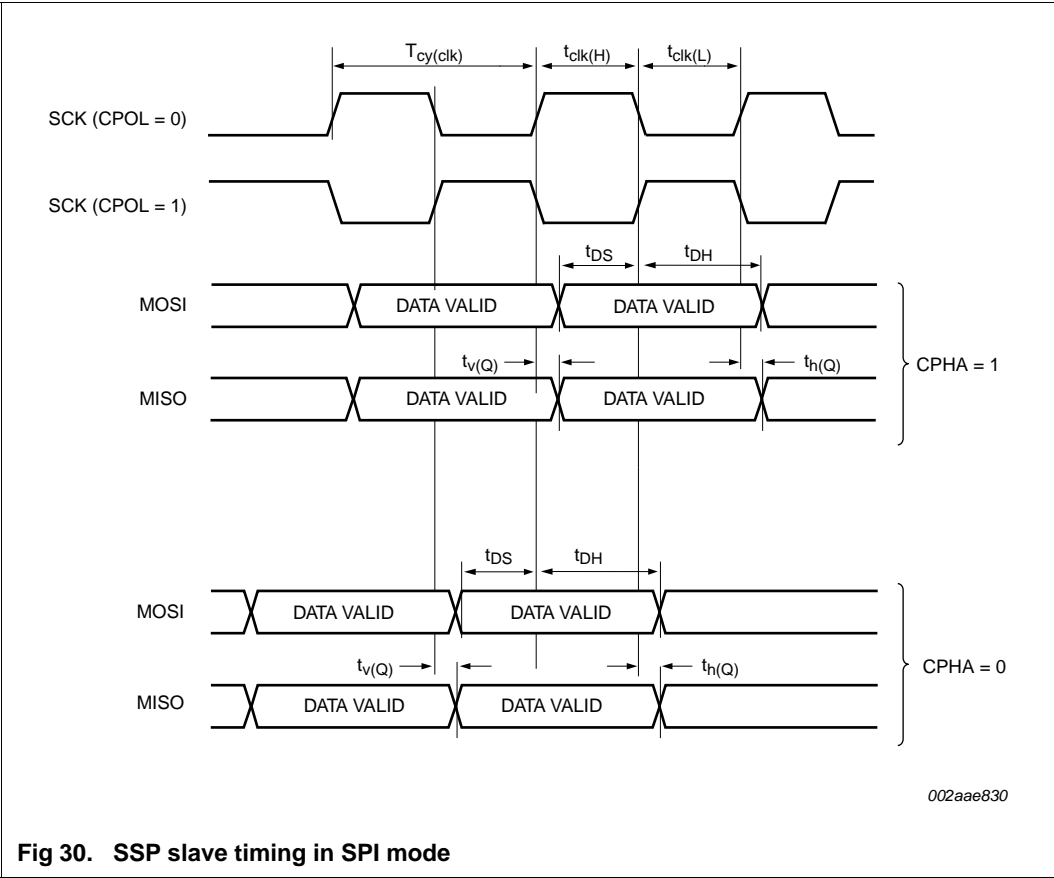 Tcy(clk) tclk(H) tclk(L)
SCK (CPOL = 0)
SCK (CPOL = 1)
tDS tDH
MOSI DATA VALID DATA VALID
tv(Q) th(Q)
CPHA = 1
MISO DATA VALID DATA VALID
tDS tDH
MOSI DATA VALID DATA VALID
tv(Q) th(Q)
CPHA = 0
MISO DATA VALID DATA VALID
002aae830
Fig 30. SSP slave timing in SPI mode